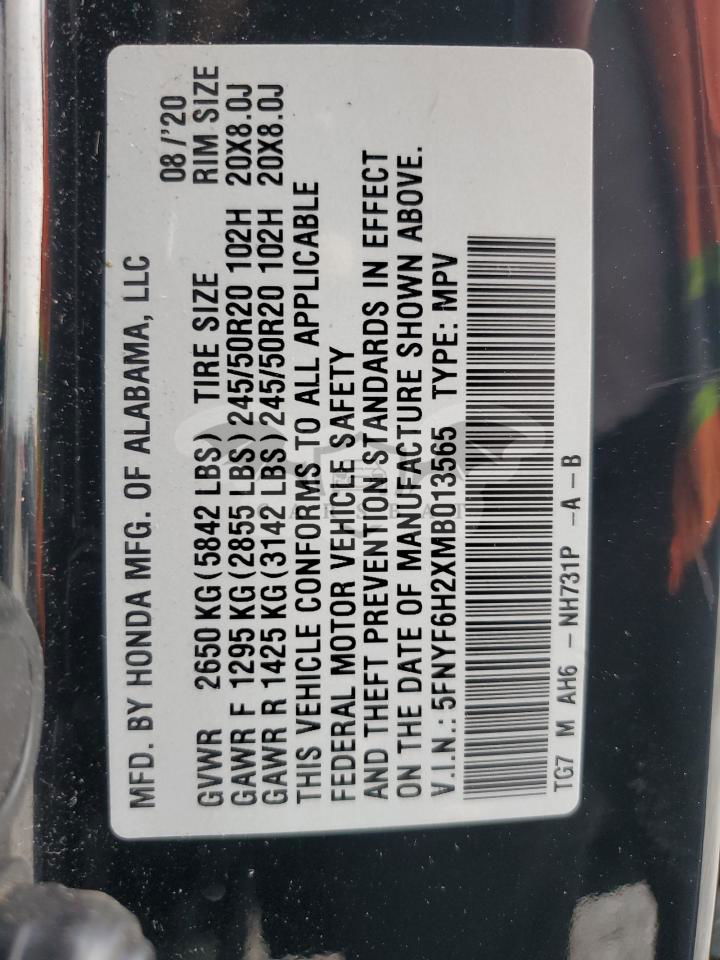 MFD. BY HONDA MFG. OF ALABAMA, LLC 08/'20
GVWR 2650 KG(5842 LBS) TIRE SIZE RIM SIZE
GAWR F 1295 KG(2855 LBS)245/50R20 102H 20X8.0J
GAWR R 1425 KG(3142 LBS)245/50R20 102H 20X8.0J
THIS VEHICLE CONFORMS TO ALL APPLICABLE
FEDERAL MOTOR VEHICLE SAFETY
AND THEFT PREVENTION STANDARDS IN EFFECT
ON THE DATE OF MANUFACTURE SHOWN ABOVE.
V.I.N.: 5FNYF6H2XMB013565 TYPE: MPV
TG7 M AH6 - NH731P -A-B